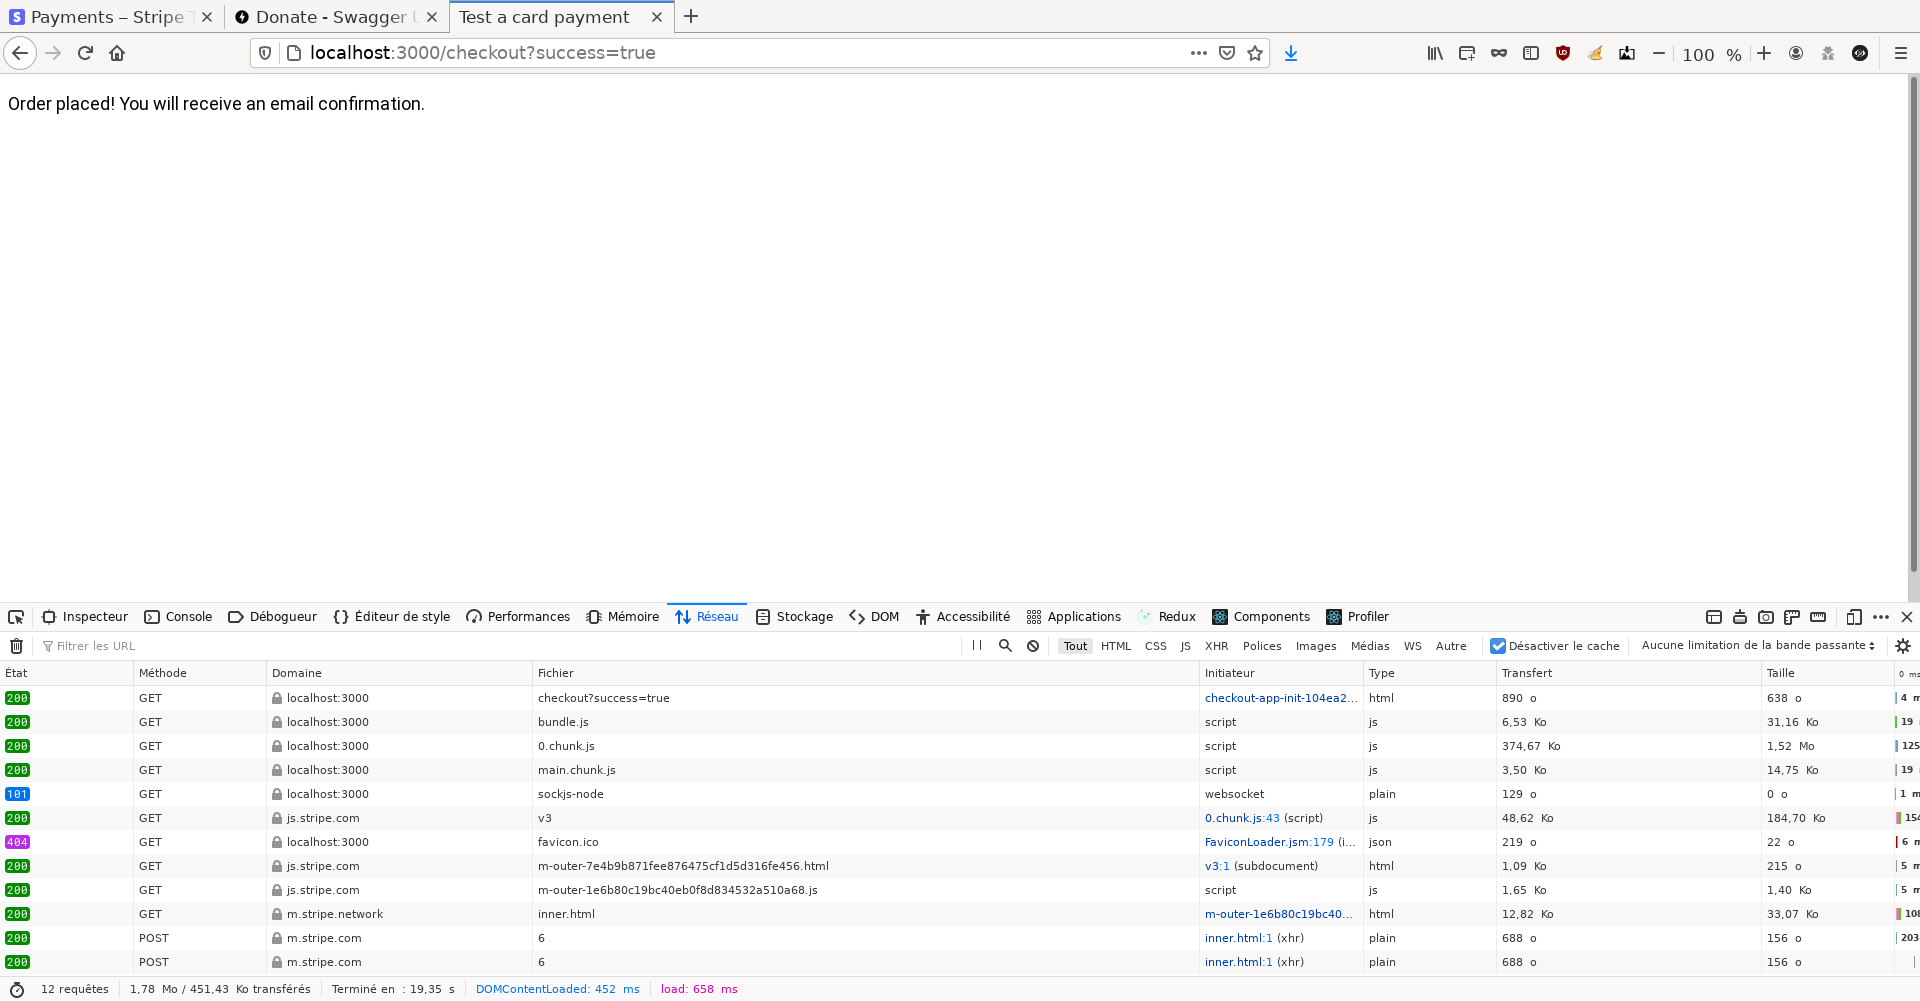 Payments – Stripe
Donate - Swagger
Test a card payment
localhost:3000/checkout?success=true
100 %
Order placed! You will receive an email confirmation.
Inspecteur Console Débogueur Éditeur de style Performances Mémoire Réseau Stockage DOM Accessibilité Applications Redux Components Profiler
Filtrer les URL
Tout HTML CSS JS XHR Polices Images Médias WS Autre
Désactiver le cache
Aucune limitation de la bande passante
État Méthode Domaine Fichier Initiateur Type Transfert Taille 0 ms
200 GET localhost:3000 checkout?success=true checkout-app-init-104ea2… html 890 o 638 o 4
200 GET localhost:3000 bundle.js script js 6,53 Ko 31,16 Ko 19
200 GET localhost:3000 0.chunk.js script js 374,67 Ko 1,52 Mo 125
200 GET localhost:3000 main.chunk.js script js 3,50 Ko 14,75 Ko 19
101 GET localhost:3000 sockjs-node websocket plain 129 o 0 o 1
200 GET js.stripe.com v3 0.chunk.js:43 (script) js 48,62 Ko 184,70 Ko 154
404 GET localhost:3000 favicon.ico FaviconLoader.jsm:179 (i… json 219 o 22 o 6
200 GET js.stripe.com m-outer-7e4b9b871fee876475cf1d5d316fe456.html v3:1 (subdocument) html 1,09 Ko 215 o 5
200 GET js.stripe.com m-outer-1e6b80c19bc40eb0f8d834532a510a68.js script js 1,65 Ko 1,40 Ko 5
200 GET m.stripe.network inner.html m-outer-1e6b80c19bc40… html 12,82 Ko 33,07 Ko 108
200 POST m.stripe.com 6 inner.html:1 (xhr) plain 688 o 156 o 203
200 POST m.stripe.com 6 inner.html:1 (xhr) plain 688 o 156 o
12 requêtes 1,78 Mo / 451,43 Ko transférés Terminé en : 19,35 s DOMContentLoaded: 452 ms load: 658 ms